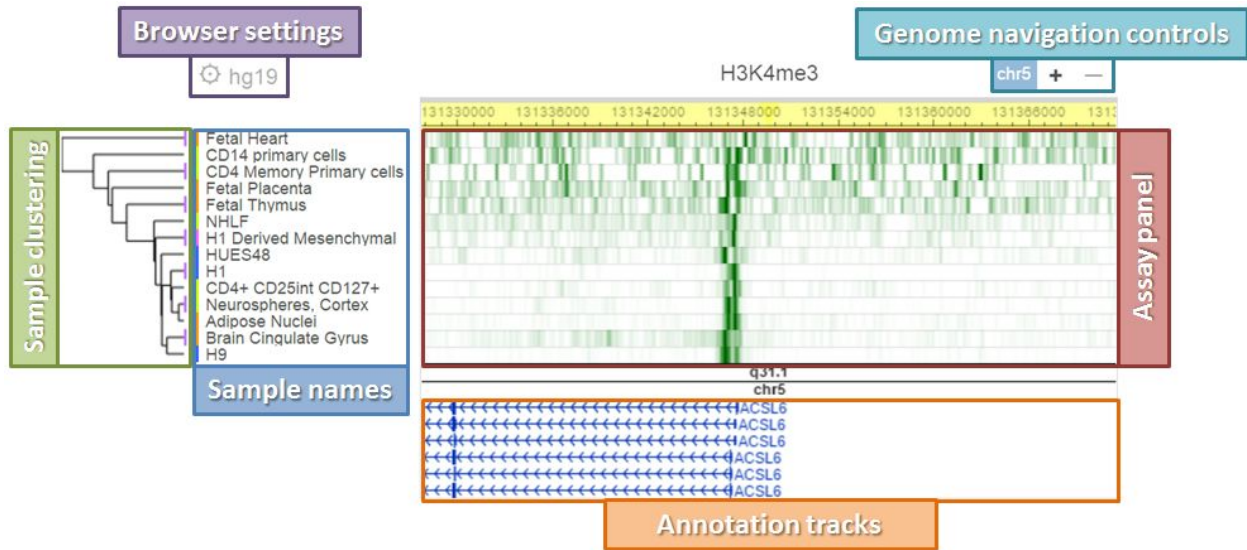 Browser settings
Genome navigation controls
hg19
H3K4me3
chr5 + —
131330000 131336000 131342000 131348000 131354000 131360000 131366000 1313
Sample clustering
Fetal Heart
CD14 primary cells
CD4 Memory Primary cells
Fetal Placenta
Fetal Thymus
NHLF
H1 Derived Mesenchymal
HUES48
H1
CD4+ CD25int CD127+
Neurospheres, Cortex
Adipose Nuclei
Brain Cingulate Gyrus
H9
Assay panel
Sample names
q31.1
chr5
ACSL6
ACSL6
ACSL6
ACSL6
ACSL6
ACSL6
Annotation tracks